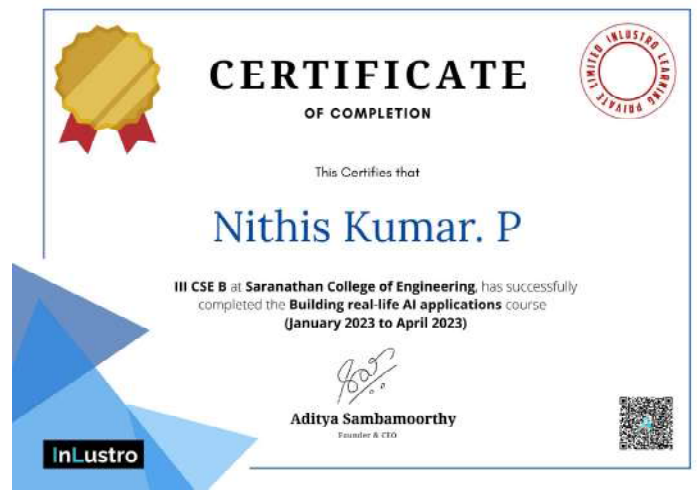 CERTIFICATE
OF COMPLETION
INLUSTRO LEARNING PRIVATE LIMITED
This Certifies that
Nithis Kumar. P
III CSE B at Saranathan College of Engineering, has successfully
completed the Building real-life AI applications course
(January 2023 to April 2023)
Aditya Sambamoorthy
Founder & CEO
InLustro